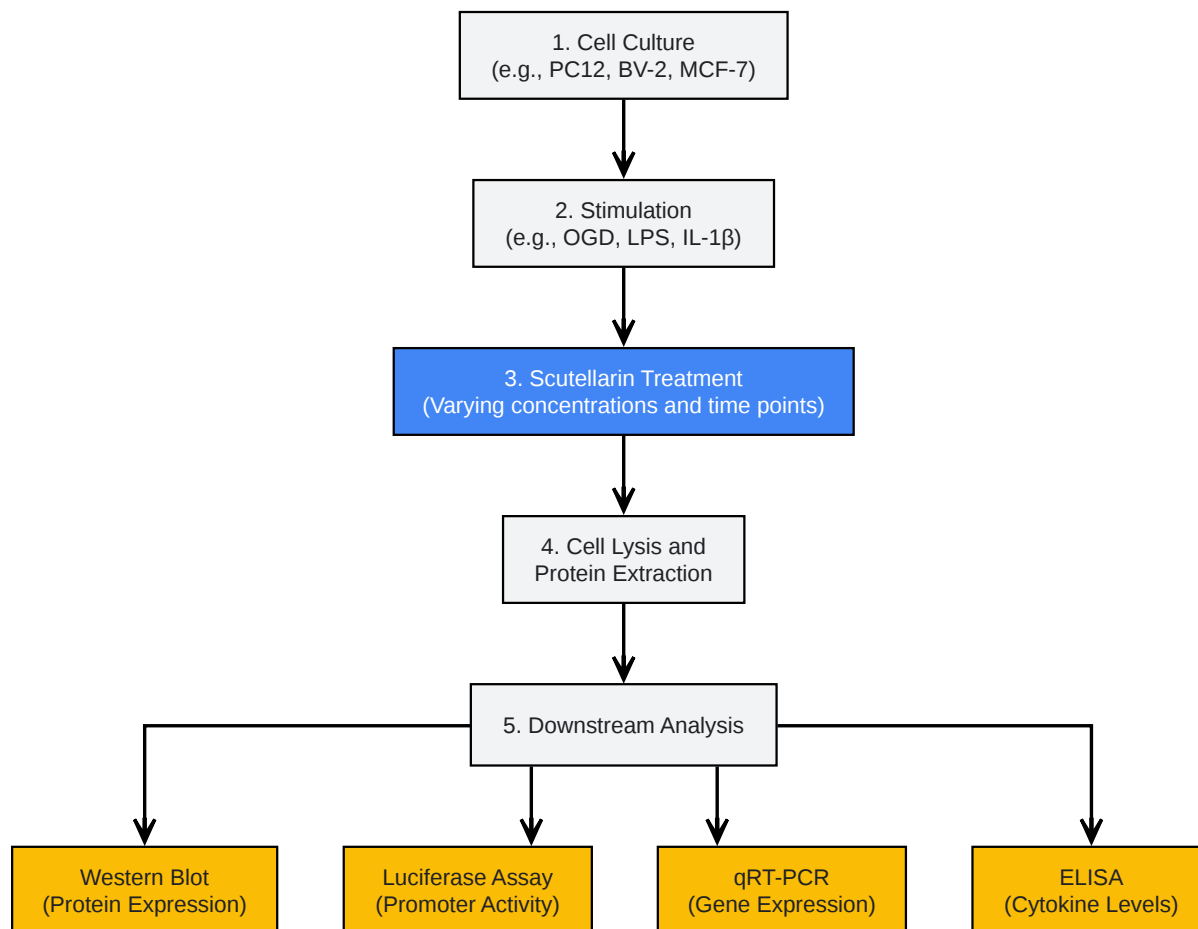 1. Cell Culture
(e.g., PC12, BV-2, MCF-7)
2. Stimulation
(e.g., OGD, LPS, IL-1β)
3. Scutellarin Treatment
(Varying concentrations and time points)
4. Cell Lysis and
Protein Extraction
5. Downstream Analysis
Western Blot
(Protein Expression)
Luciferase Assay
(Promoter Activity)
qRT-PCR
(Gene Expression)
ELISA
(Cytokine Levels)